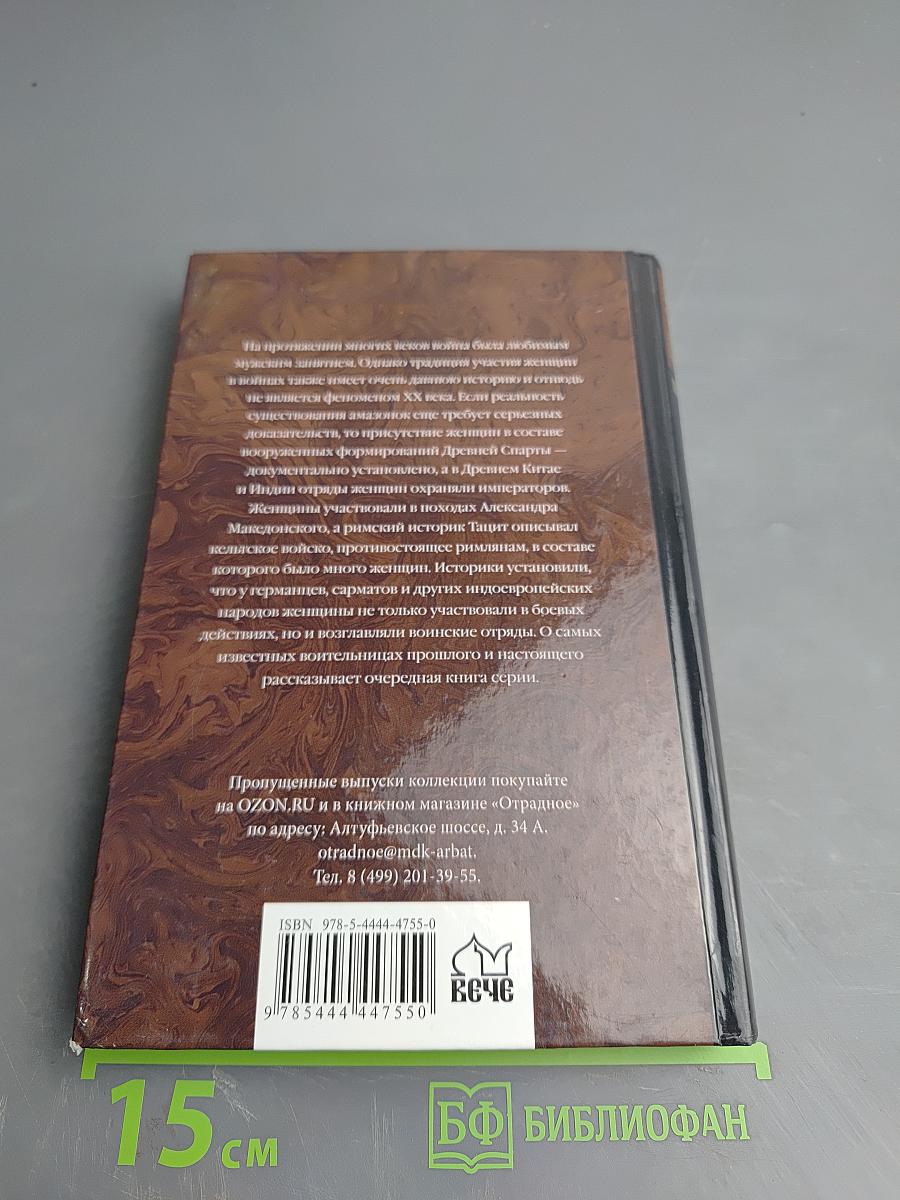 На протяжении многих веков война была любимым
мужским занятием. Однако традиция участия женщин
в войнах также имеет очень давнюю историю и отнюдь
не является феноменом XX века. Если реальность
существования амазонок еще требует серьезных
доказательств, то присутствие женщин в составе
вооруженных формирований Древней Спарты —
документально установлено, а в Древнем Китае
и Индии отряды женщин охраняли императоров.
Женщины участвовали в походах Александра
Македонского, а римский историк Тацит описывал
кельтское войско, противостоящее римлянам, в составе
которого было много женщин. Историки установили,
что у германцев, сарматов и других индоевропейских
народов женщины не только участвовали в боевых
действиях, но и возглавляли воинские отряды. О самых
известных воительницах прошлого и настоящего
рассказывает очередная книга серии.
Пропущенные выпуски коллекции покупайте
на OZON.RU и в книжном магазине «Отрадное»
по адресу: Алтуфьевское шоссе, д. 34 А.
otradnoe@mdk-arbat.
Тел. 8 (499) 201-39-55.
ISBN 978-5-4444-4755-0
ВЕЧЕ
9 785444 447550
15 см
БФ БИБЛИОФАН